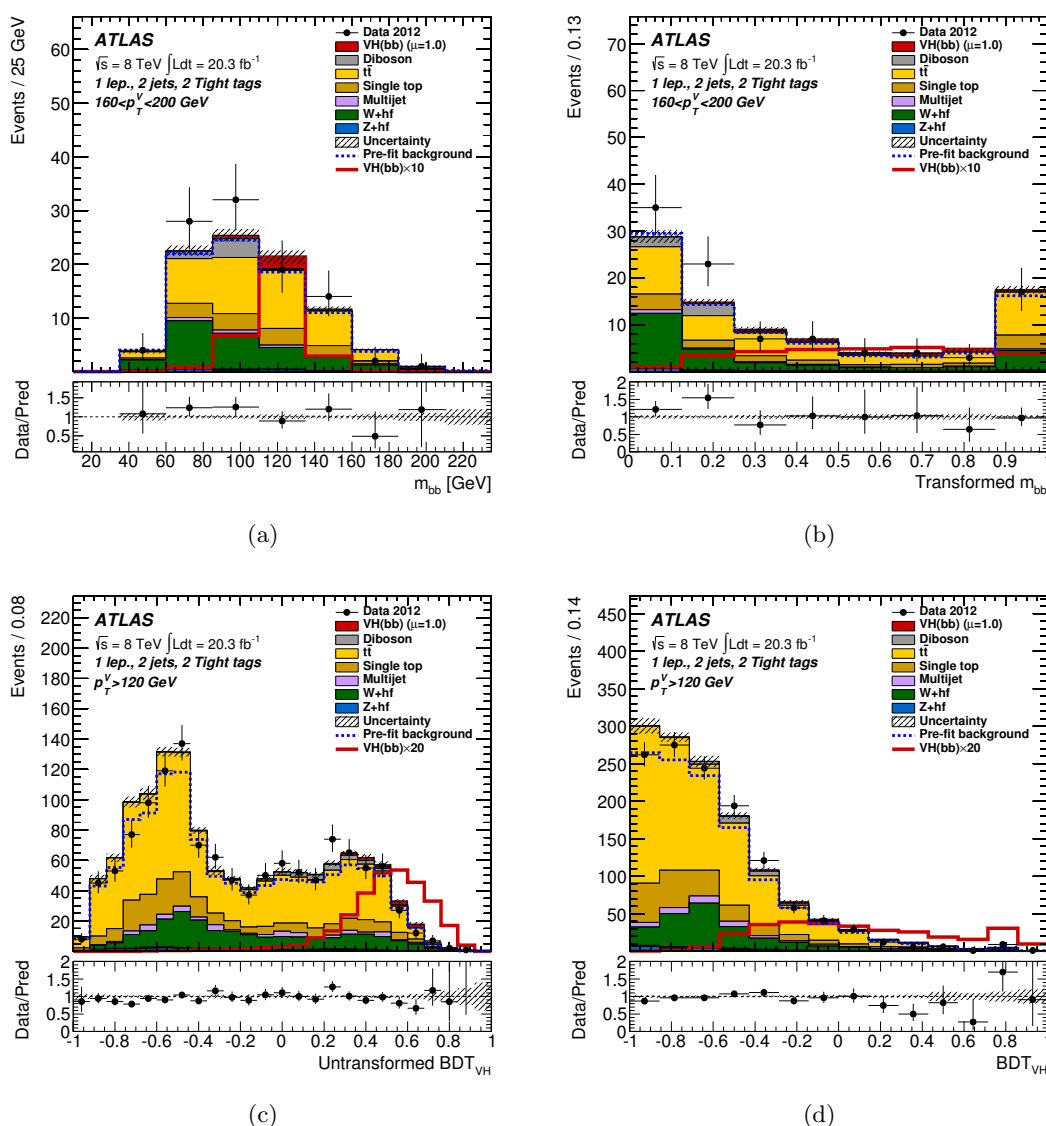 Events / 25 GeV
60
50
40
30
20
10
ATLAS
√s = 8 TeV ∫Ldt = 20.3 fb⁻¹
1 lep., 2 jets, 2 Tight tags
160<p_T^V<200 GeV
Data 2012
VH(bb) (μ=1.0)
Diboson
tt̄
Single top
Multijet
W+hf
Z+hf
Uncertainty
Pre-fit background
VH(bb)×10
Data/Pred
1.5
1
0.5
20 40 60 80 100 120 140 160 180 200 220
m_bb [GeV]
(a)
Events / 0.13
70
60
50
40
30
20
10
ATLAS
√s = 8 TeV ∫Ldt = 20.3 fb⁻¹
1 lep., 2 jets, 2 Tight tags
160<p_T^V<200 GeV
Data 2012
VH(bb) (μ=1.0)
Diboson
tt̄
Single top
Multijet
W+hf
Z+hf
Uncertainty
Pre-fit background
VH(bb)×10
Data/Pred
2
1.5
1
0.5
0
0 0.1 0.2 0.3 0.4 0.5 0.6 0.7 0.8 0.9 1
Transformed m_bb
(b)
Events / 0.08
220
200
180
160
140
120
100
80
60
40
20
ATLAS
√s = 8 TeV ∫Ldt = 20.3 fb⁻¹
1 lep., 2 jets, 2 Tight tags
p_T^V>120 GeV
Data 2012
VH(bb) (μ=1.0)
Diboson
tt̄
Single top
Multijet
W+hf
Z+hf
Uncertainty
Pre-fit background
VH(bb)×20
Data/Pred
2
1.5
1
0.5
0
-1 -0.8 -0.6 -0.4 -0.2 0 0.2 0.4 0.6 0.8 1
Untransformed BDT_VH
(c)
Events / 0.14
450
400
350
300
250
200
150
100
50
ATLAS
√s = 8 TeV ∫Ldt = 20.3 fb⁻¹
1 lep., 2 jets, 2 Tight tags
p_T^V>120 GeV
Data 2012
VH(bb) (μ=1.0)
Diboson
tt̄
Single top
Multijet
W+hf
Z+hf
Uncertainty
Pre-fit background
VH(bb)×20
Data/Pred
2
1.5
1
0.5
0
-1 -0.8 -0.6 -0.4 -0.2 0 0.2 0.4 0.6 0.8 1
BDT_VH
(d)